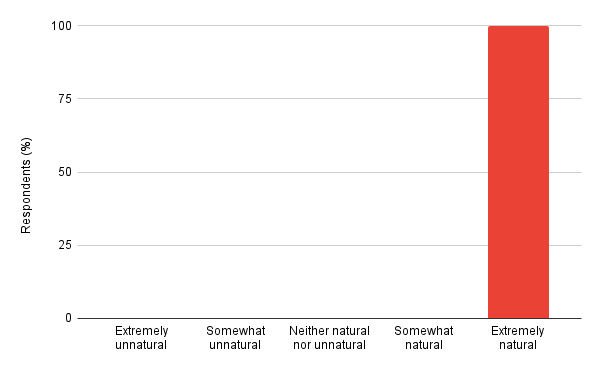 100
75
50
25
0
Respondents (%)
Extremely
unnatural
Somewhat
unnatural
Neither natural
nor unnatural
Somewhat
natural
Extremely
natural